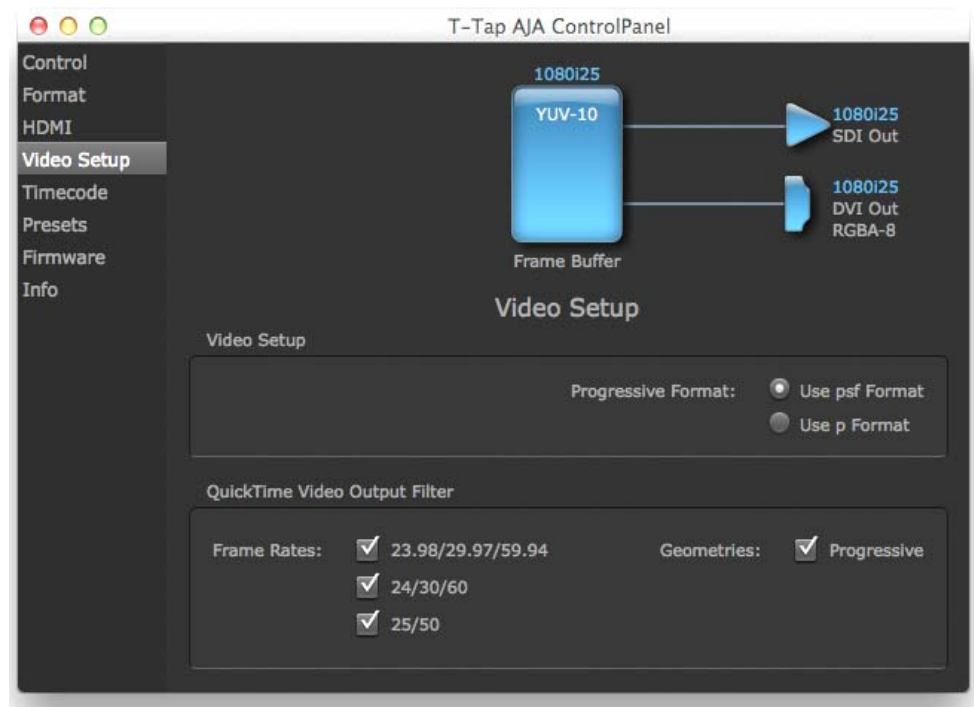 T-Tap AJA ControlPanel
Control
Format
HDMI
Video Setup
Timecode
Presets
Firmware
Info
1080i25
YUV-10
Frame Buffer
1080i25
SDI Out
1080i25
DVI Out
RGBA-8
Video Setup
Video Setup
Progressive Format: Use psf Format
Use p Format
QuickTime Video Output Filter
Frame Rates: 23.98/29.97/59.94 Geometries: Progressive
24/30/60
25/50